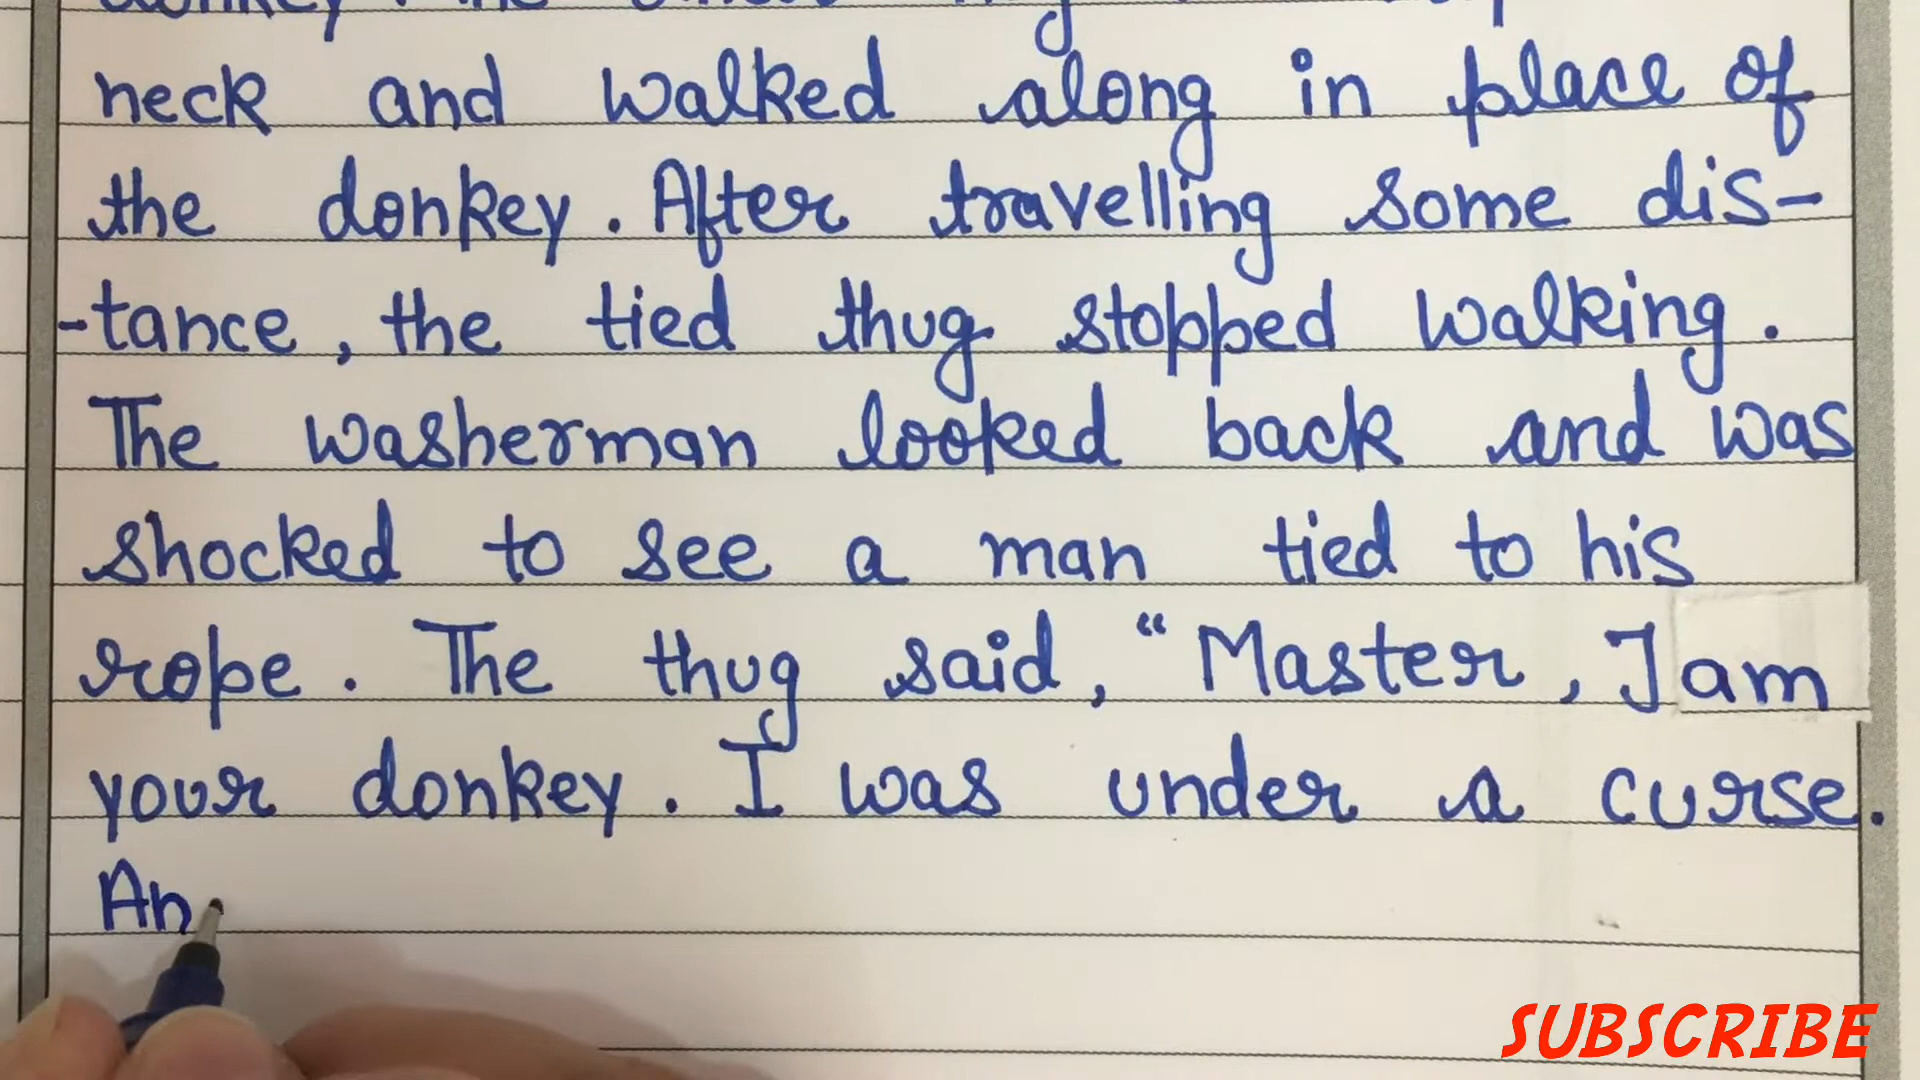 neck and walked along in place of
the donkey. After travelling some dis-
-tance, the tied thug stopped walking.
The washerman looked back and was
shocked to see a man tied to his
rope. The thug said, “Master, I am
your donkey. I was under a curse.
An
SUBSCRIBE